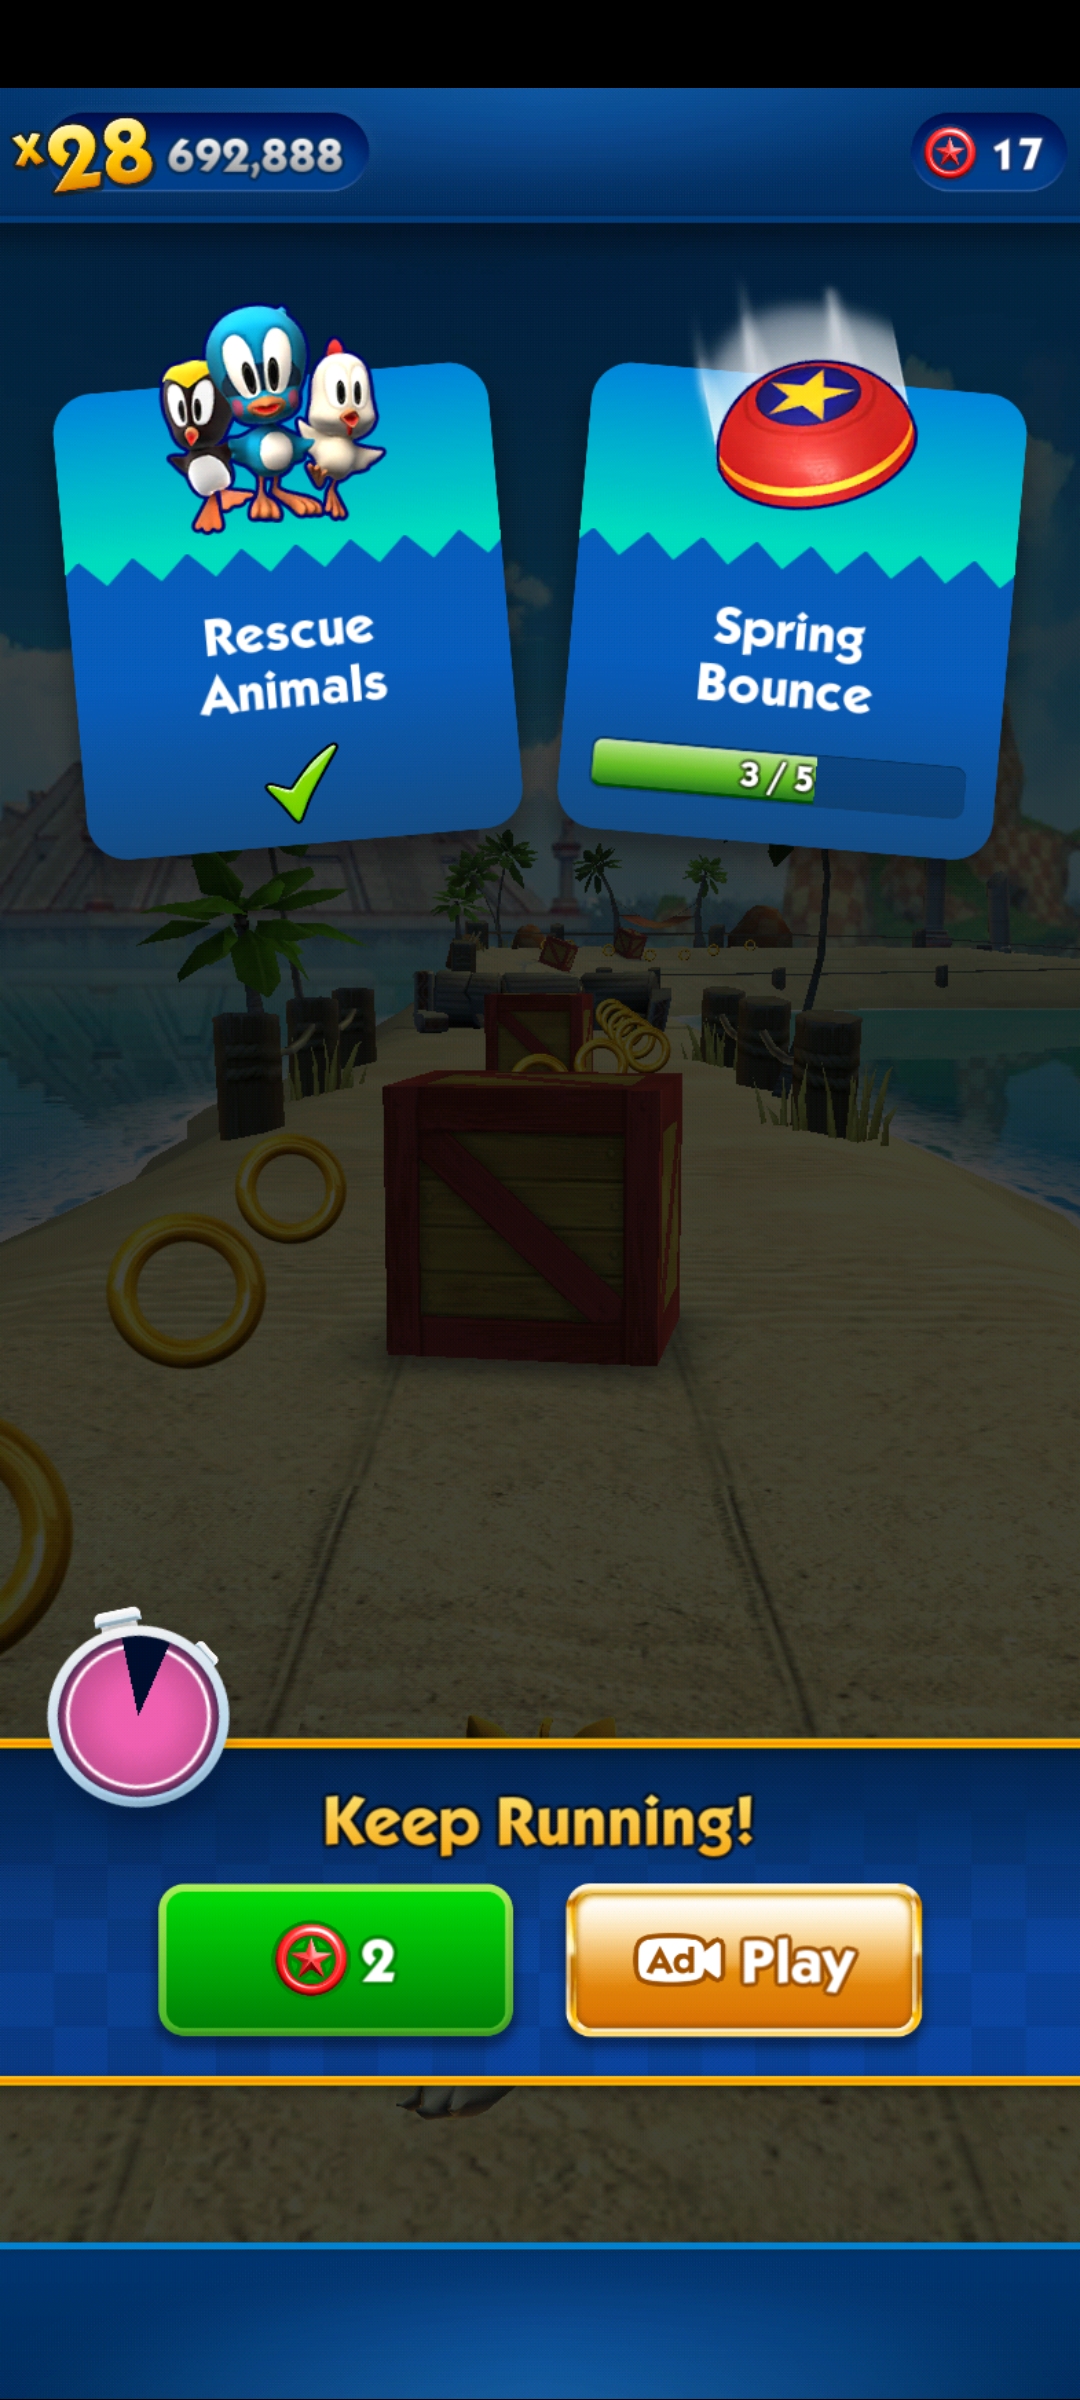 x28 692,888
17
Rescue
Animals
Spring
Bounce
3 / 5
Keep Running!
2
Ad Play